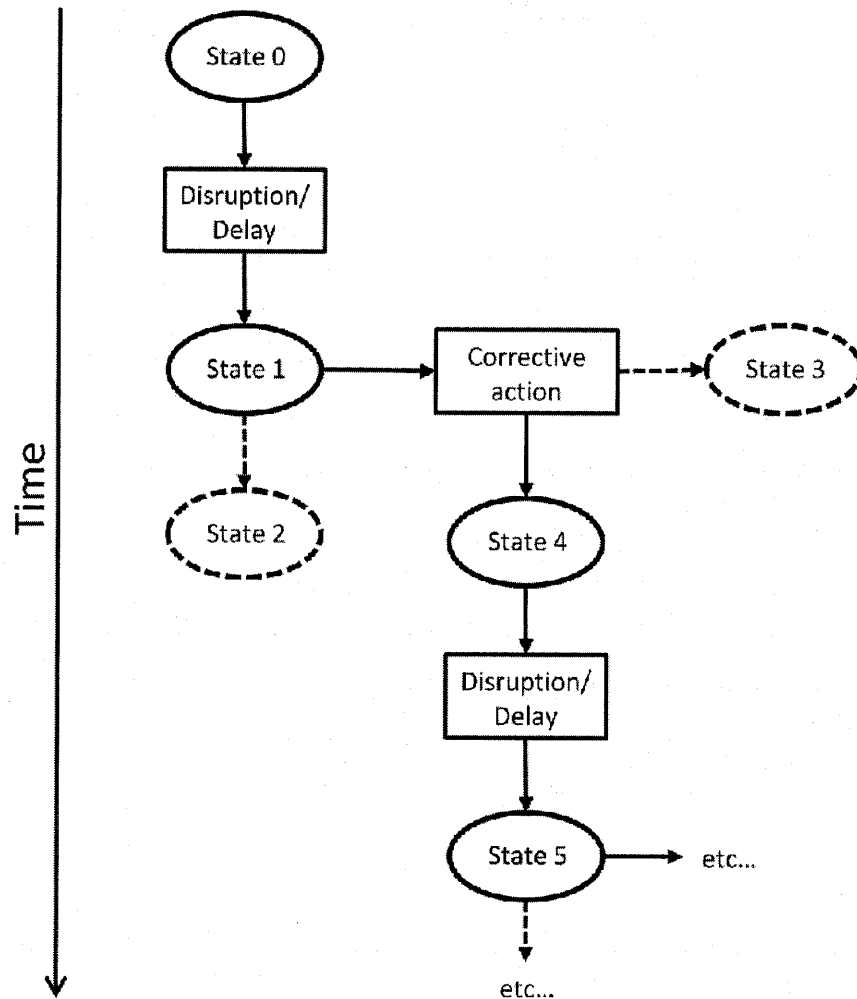 State 0
Disruption/
Delay
State 1
Corrective
action
State 3
Time
State 2
State 4
Disruption/
Delay
State 5
etc...
etc...